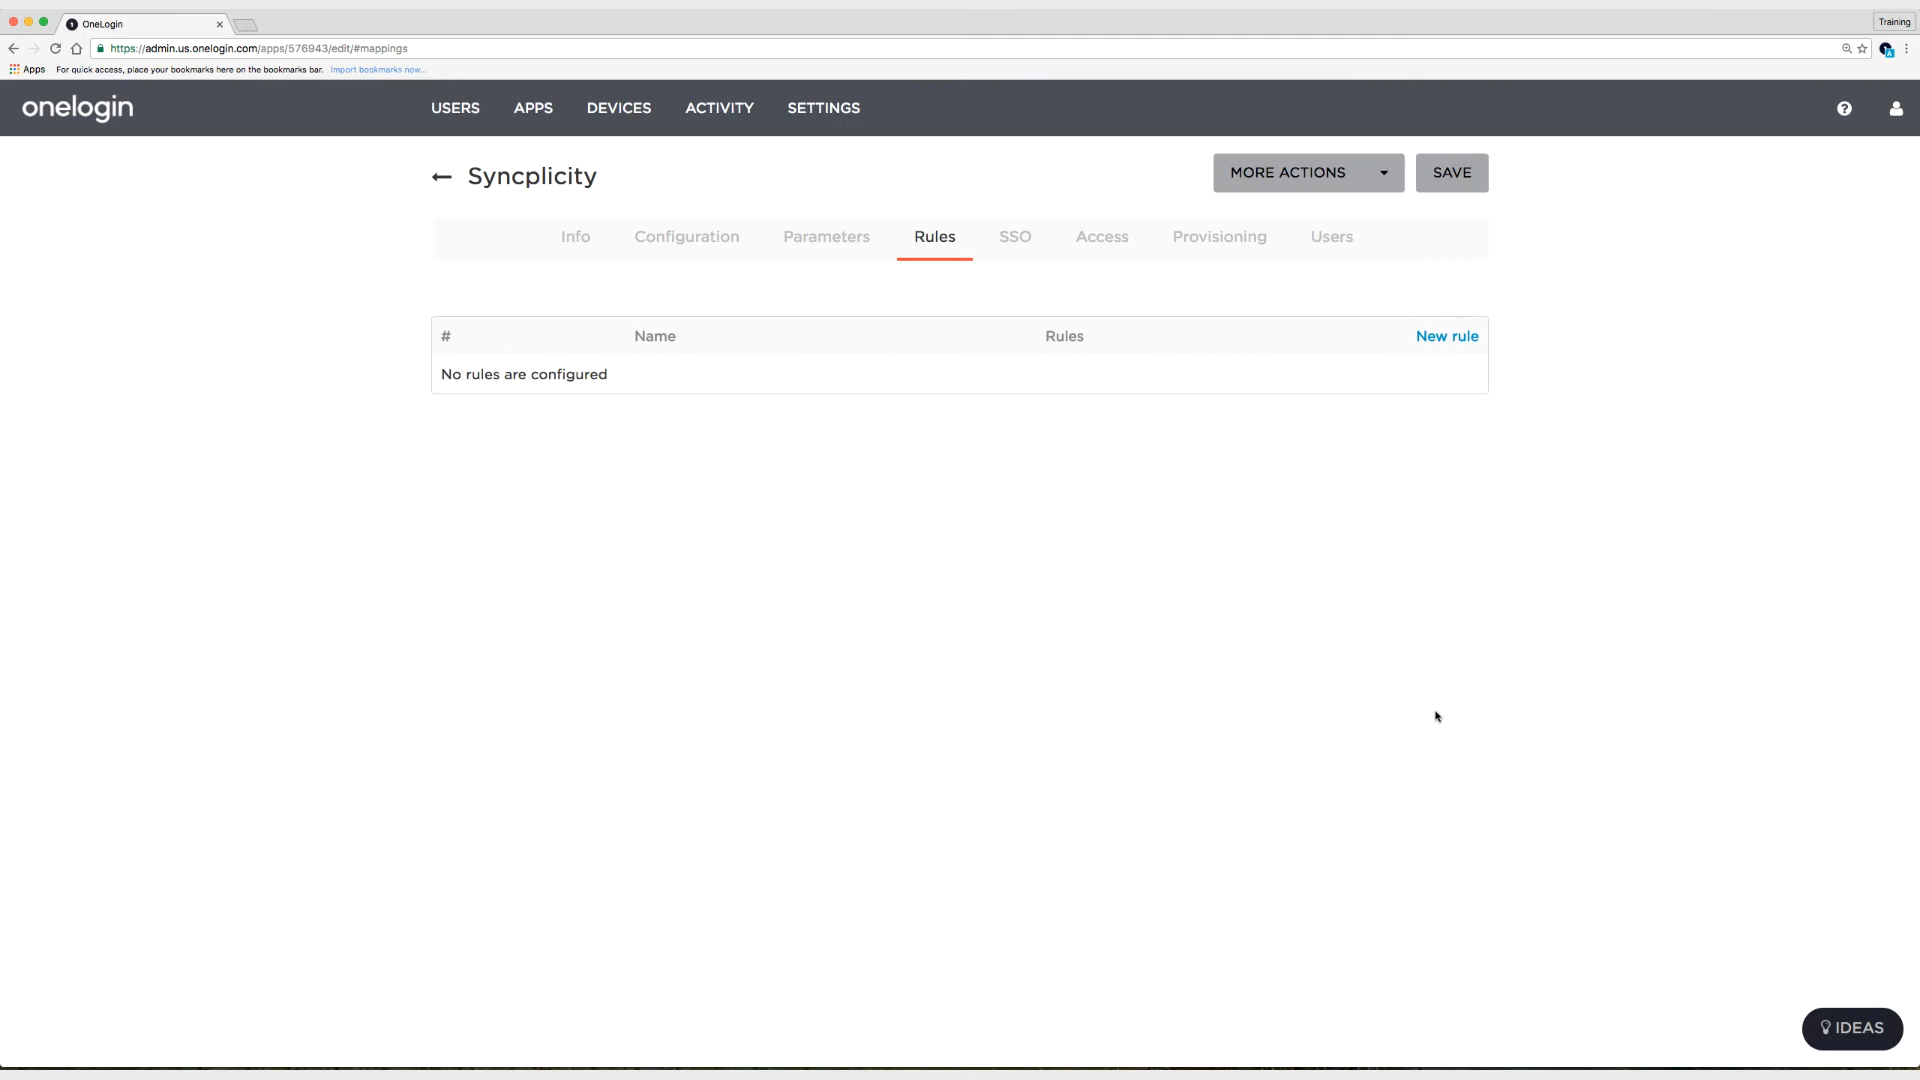 OneLogin
Training
https://admin.us.onelogin.com/apps/576943/edit/#mappings
Apps For quick access, place your bookmarks here on the bookmarks bar. Import bookmarks now...
onelogin USERS APPS DEVICES ACTIVITY SETTINGS
Syncplicity MORE ACTIONS SAVE
Info Configuration Parameters Rules SSO Access Provisioning Users
# Name Rules New rule
No rules are configured
IDEAS